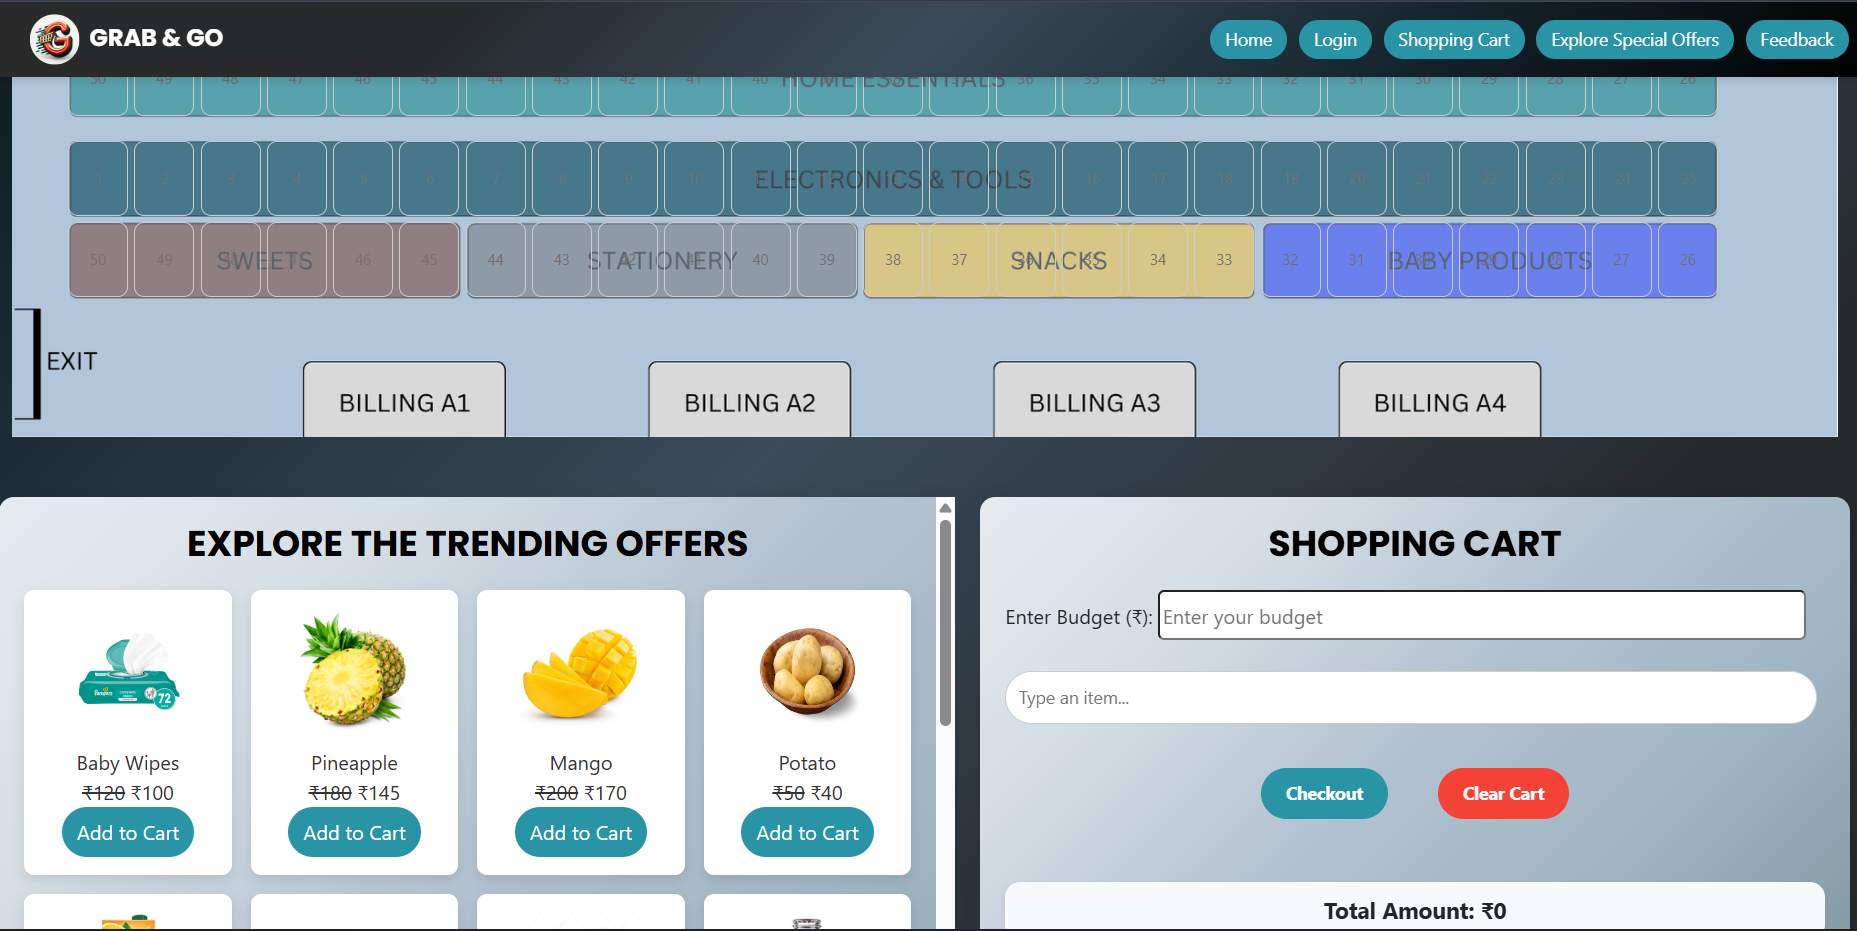 GRAB & GO
Home Login Shopping Cart Explore Special Offers Feedback
50 49 48 47 46 45 44 43 42 41 40 36 35 34 33 32 31 30 29 28 27 26
HOME ESSENTIALS
1 2 3 4 5 6 7 8 9 10 16 17 18 19 20 21 22 23 24 25
ELECTRONICS & TOOLS
50 49 46 45 44 43 42 40 39 38 37 36 35 34 33 32 31 27 26
SWEETS STATIONERY SNACKS BABY PRODUCTS
EXIT
BILLING A1 BILLING A2 BILLING A3 BILLING A4
EXPLORE THE TRENDING OFFERS
Pampers
72
Baby Wipes Pineapple Mango Potato
₹120 ₹100 ₹180 ₹145 ₹200 ₹170 ₹50 ₹40
Add to Cart Add to Cart Add to Cart Add to Cart
SHOPPING CART
Enter Budget (₹): Enter your budget
Type an item...
Checkout Clear Cart
Total Amount: ₹0